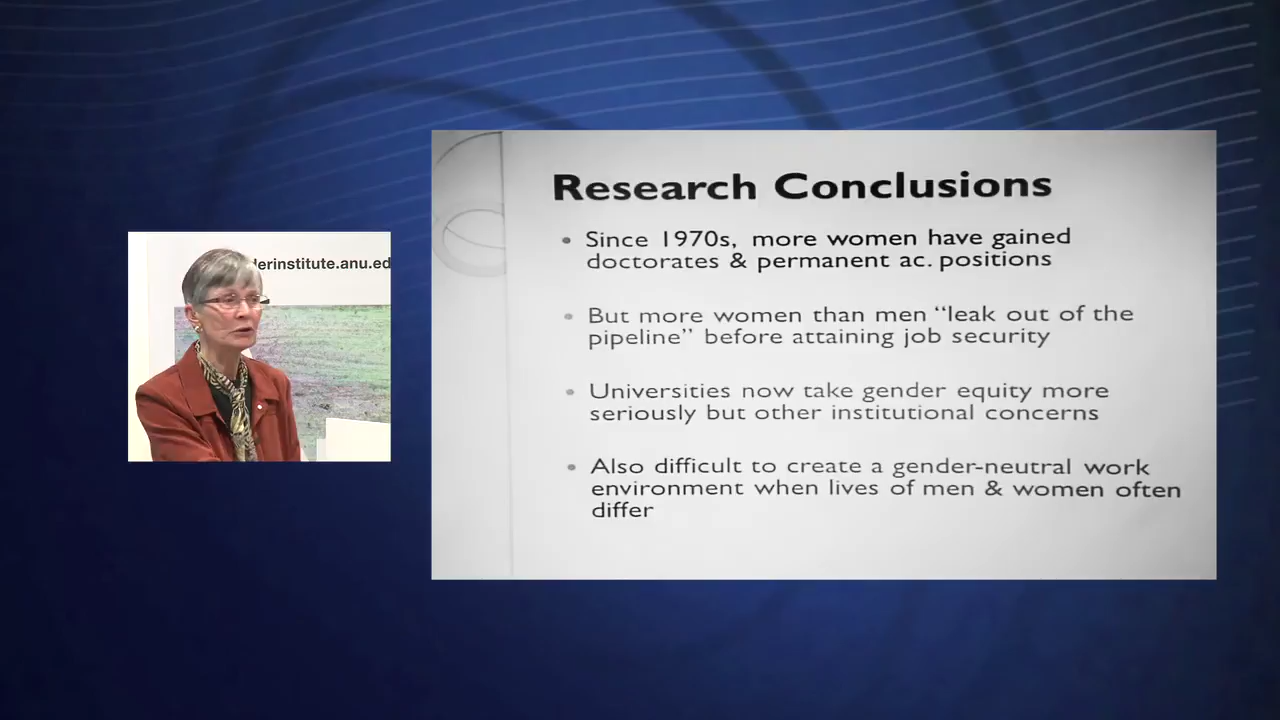 derinstitute.anu.ed
Research Conclusions
• Since 1970s, more women have gained
doctorates & permanent ac. positions
• But more women than men “leak out of the
pipeline” before attaining job security
• Universities now take gender equity more
seriously but other institutional concerns
• Also difficult to create a gender-neutral work
environment when lives of men & women often
differ